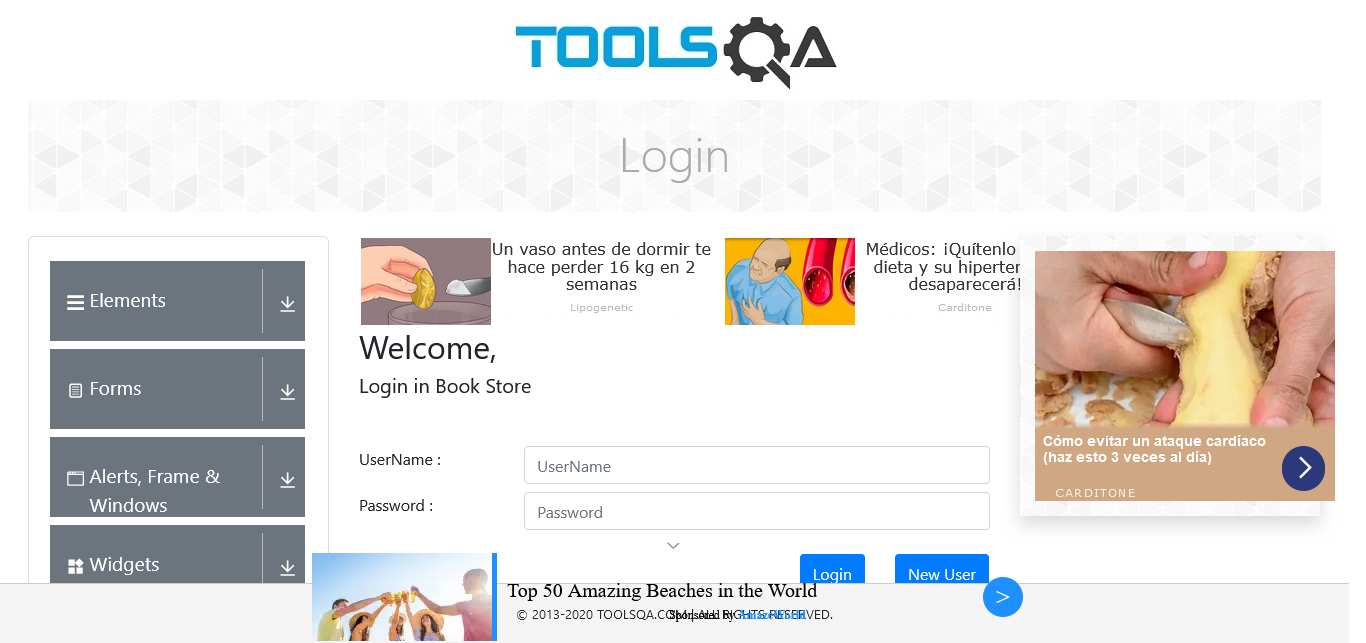 TOOLSQA
Login
Elements
Forms
Alerts, Frame &
Windows
Widgets
Un vaso antes de dormir te
hace perder 16 kg en 2
semanas
Lipogenetic
Médicos: ¡Quítenlo
dieta y su hiperten
desaparecerá!
Carditone
Cómo evitar un ataque cardíaco
(haz esto 3 veces al día)
CARDITONE
Welcome,
Login in Book Store
UserName :
UserName
Password :
Password
Login
New User
Top 50 Amazing Beaches in the World
© 2013-2020 TOOLSQA.COM | ALL RIGHTS RESERVED.
Sponsored by